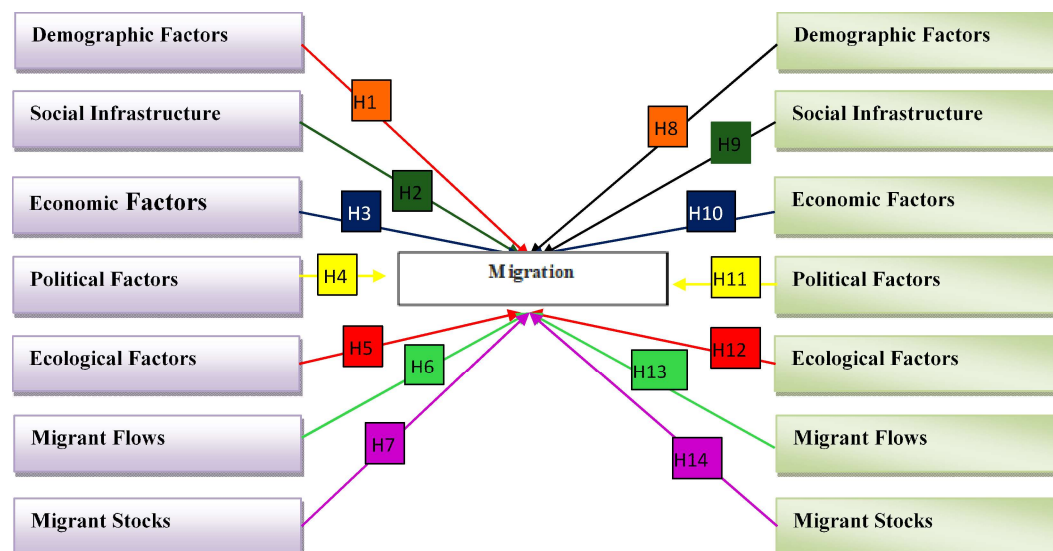 Demographic Factors
H1
Social Infrastructure
H2
Economic Factors
H3
Political Factors
H4
Ecological Factors
H5
Migrant Flows
H6
Migrant Stocks
H7
Migration
Demographic Factors
H8
Social Infrastructure
H9
Economic Factors
H10
Political Factors
H11
Ecological Factors
H12
Migrant Flows
H13
Migrant Stocks
H14